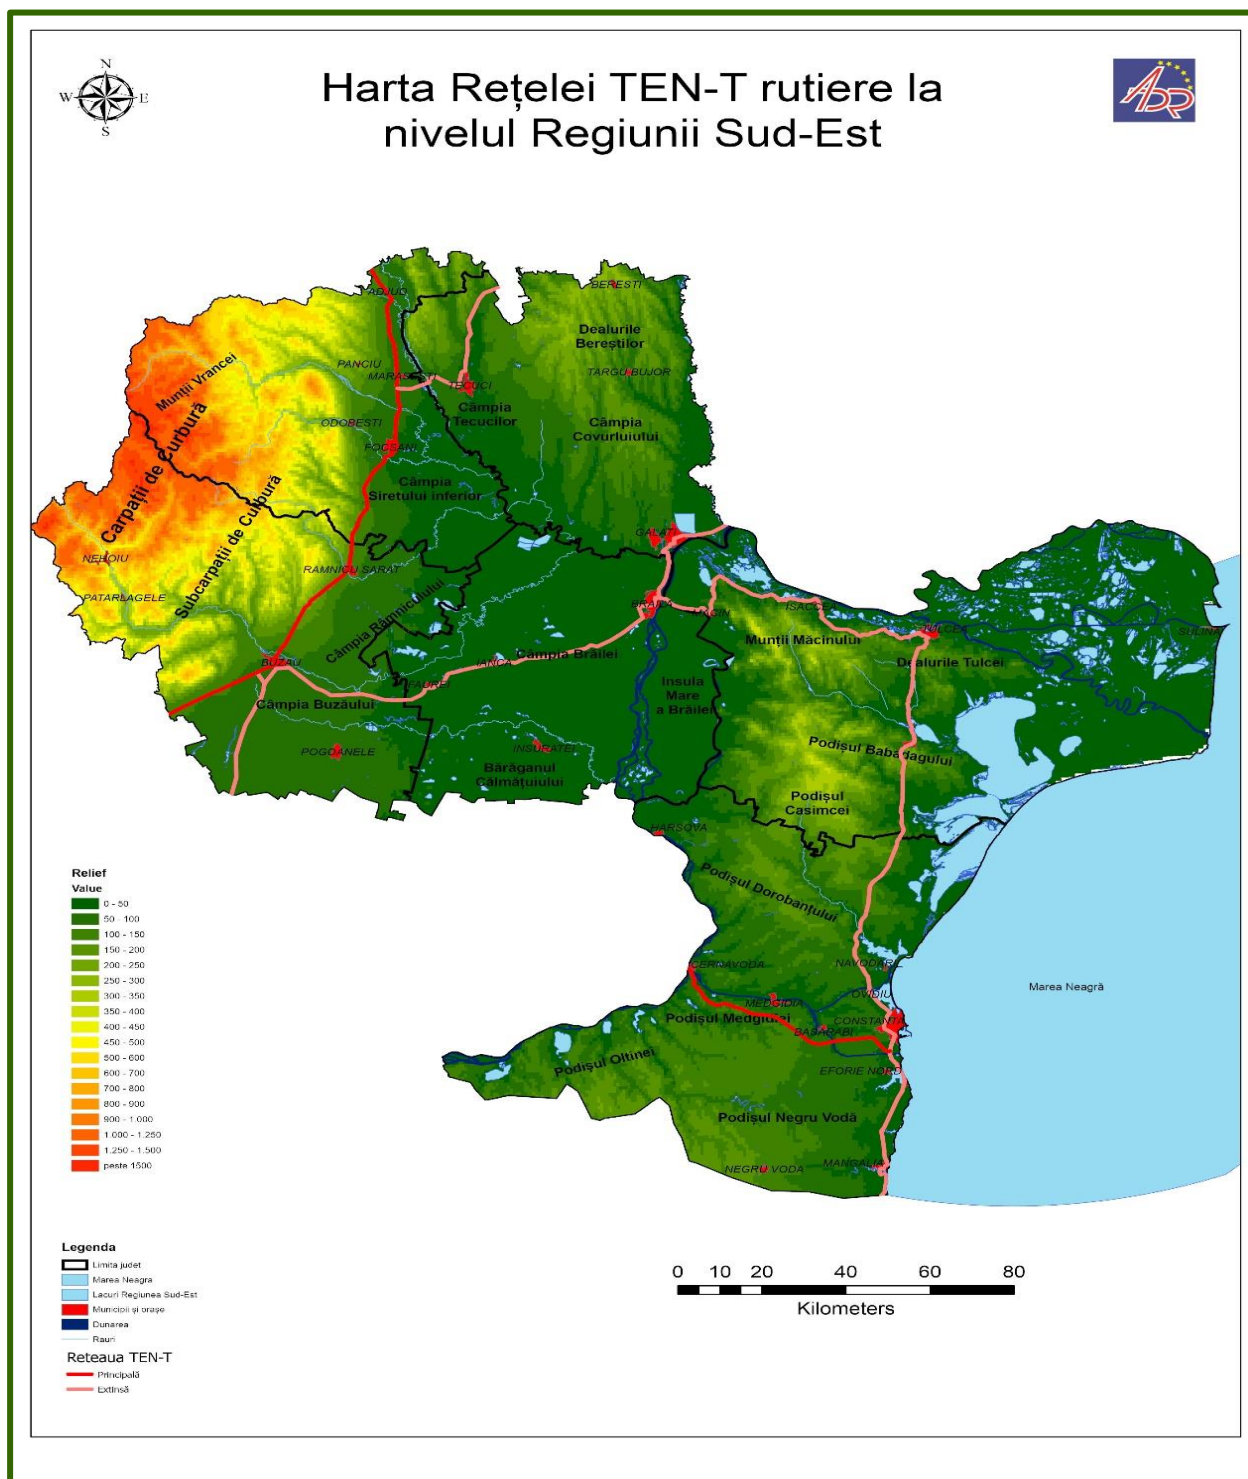 Harta Rețelei TEN-T rutiere la
nivelul Regiunii Sud-Est
N
W
E
S
ADR
BERESTI
ADJUD
Dealurile
Bereștilor
PANCIU
MARASESTI
TECUCI
TARGU BUJOR
Munții Vrancei
Câmpia
Tecucilor
Câmpia
Covurluiului
ODOBESTI
FOCSANI
Carpații de Curbură
Câmpia
Siretului inferior
Subcarpații de Curbură
GALATI
NEHOIU
RAMNICU SARAT
PATARLAGELE
Câmpia Râmnicului
BRAILA
MACIN
ISACCEA
TULCEA
SULINA
Munții Măcinului
BUZAU
IANCA
Câmpia Brăilei
Dealurile Tulcei
FAUREI
Insula
Mare
a Brăilei
Câmpia Buzăului
POGOANELE
INSURATEI
Podișul Babadagului
Bărăganul
Călmățuiului
Podișul
Casimcei
HARSOVA
Podișul Dorobanțului
CERNAVODA
NAVODARI
Marea Neagră
MEDGIDIA
OVIDIU
Podișul Medgidiei
CONSTANTA
BASARABI
Podișul Oltinei
EFORIE NORD
Podișul Negru Vodă
NEGRU VODA
MANGALIA
Relief
Value
0 - 50
50 - 100
100 - 150
150 - 200
200 - 250
250 - 300
300 - 350
350 - 400
400 - 450
450 - 500
500 - 600
600 - 700
700 - 800
800 - 900
900 - 1.000
1.000 - 1.250
1.250 - 1.500
peste 1500
Legenda
Limita judet
Marea Neagra
Lacuri Regiunea Sud-Est
Municipii și orașe
Dunarea
Rauri
Reteaua TEN-T
Principală
Extinsă
0 10 20 40 60 80
Kilometers